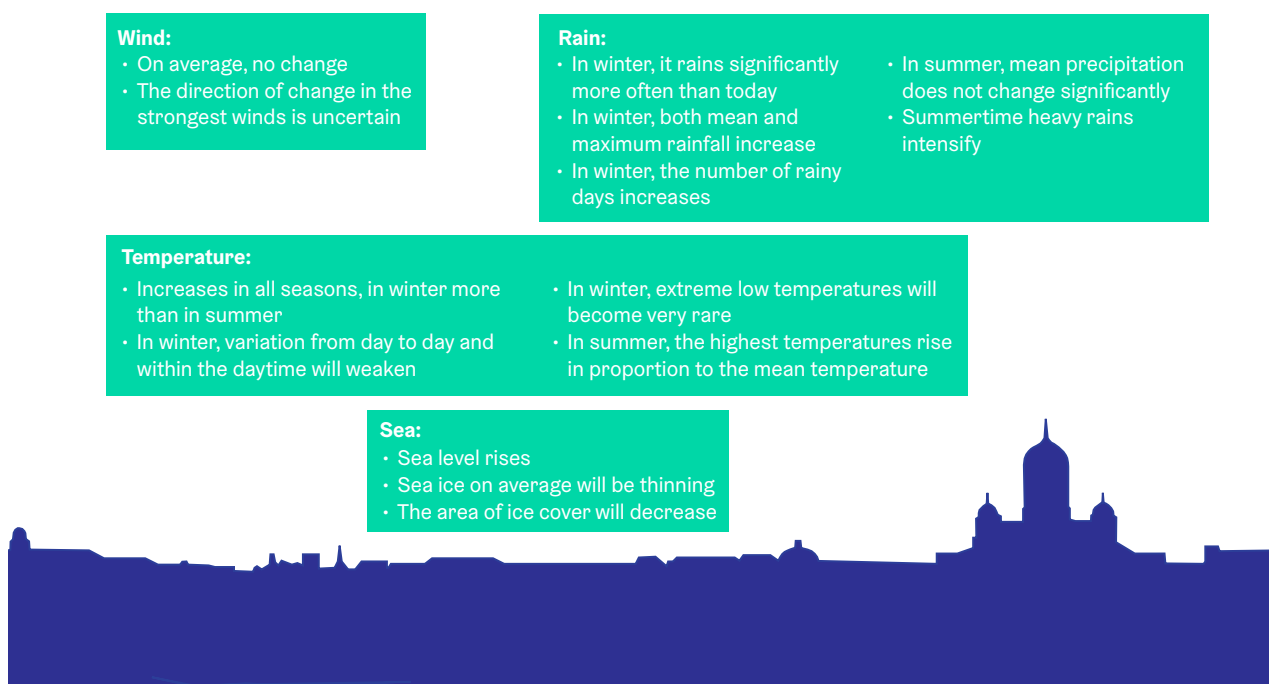 Wind:
• On average, no change
• The direction of change in the
strongest winds is uncertain
Rain:
• In winter, it rains significantly
more often than today
• In winter, both mean and
maximum rainfall increase
• In winter, the number of rainy
days increases
• In summer, mean precipitation
does not change significantly
• Summertime heavy rains
intensify
Temperature:
• Increases in all seasons, in winter more
than in summer
• In winter, variation from day to day and
within the daytime will weaken
• In winter, extreme low temperatures will
become very rare
• In summer, the highest temperatures rise
in proportion to the mean temperature
Sea:
• Sea level rises
• Sea ice on average will be thinning
• The area of ice cover will decrease